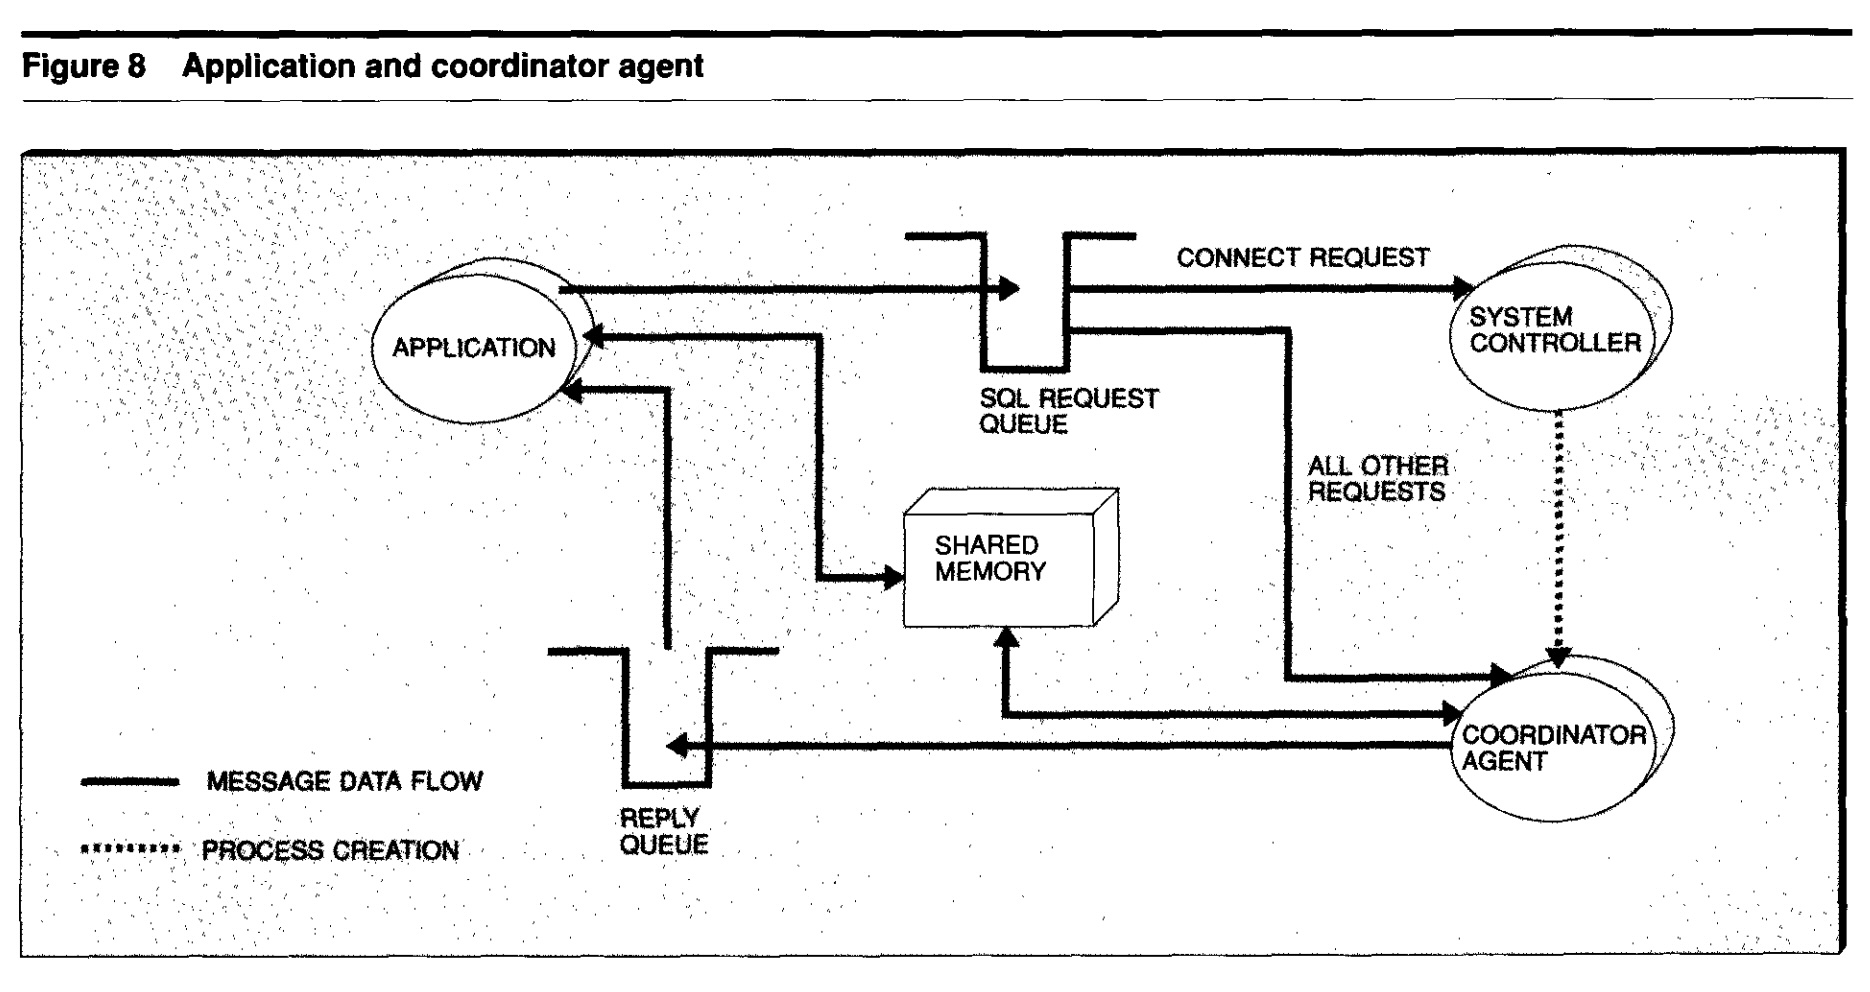 Figure 8 Application and coordinator agent
CONNECT REQUEST
APPLICATION
SYSTEM
CONTROLLER
SQL REQUEST
QUEUE
ALL OTHER
REQUESTS
SHARED
MEMORY
COORDINATOR
AGENT
MESSAGE DATA FLOW
REPLY
QUEUE
PROCESS CREATION